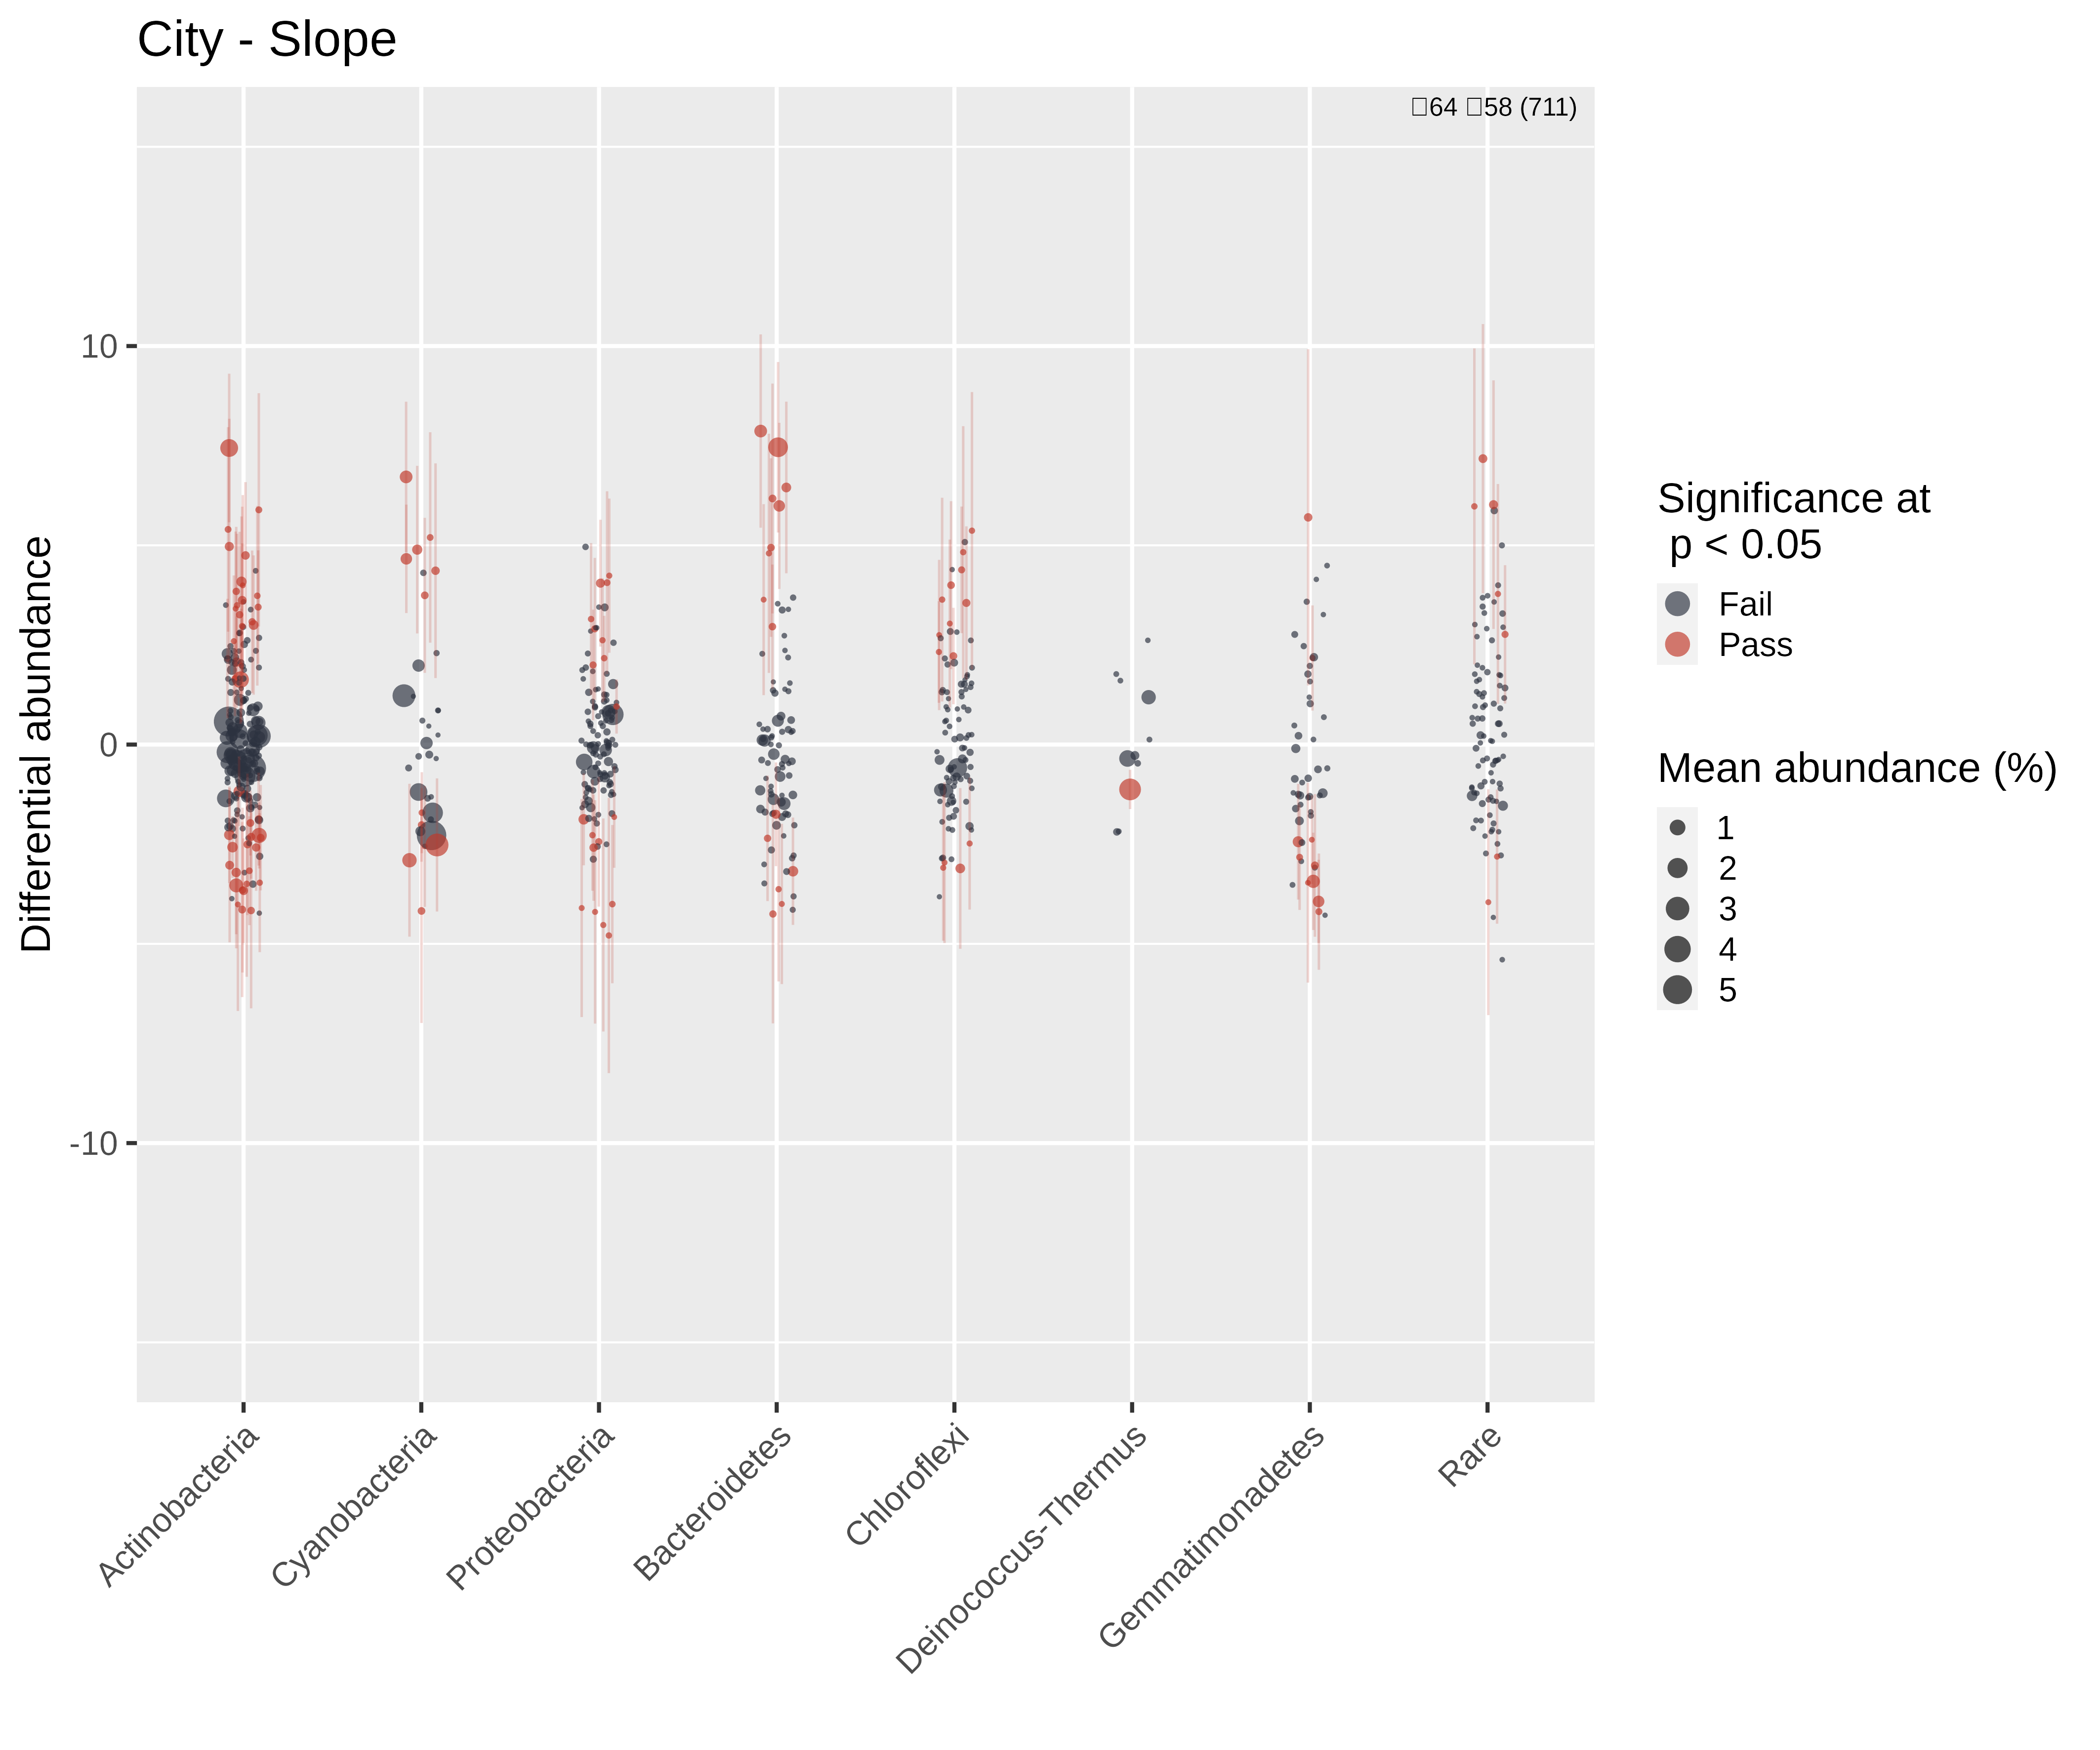 City - Slope
□64 □58 (711)
Differential abundance
10
0
-10
Actinobacteria
Cyanobacteria
Proteobacteria
Bacteroidetes
Chloroflexi
Deinococcus-Thermus
Gemmatimonadetes
Rare
Significance at
p < 0.05
Fail
Pass
Mean abundance (%)
1
2
3
4
5